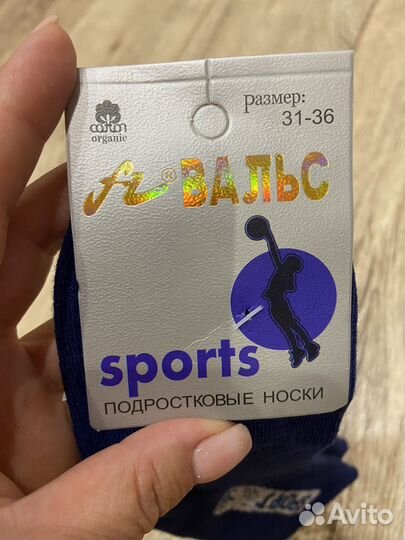 cotton
organic
размер:
31-36
®
ВАЛЬС
sports
ПОДРОСТКОВЫЕ НОСКИ
Avito